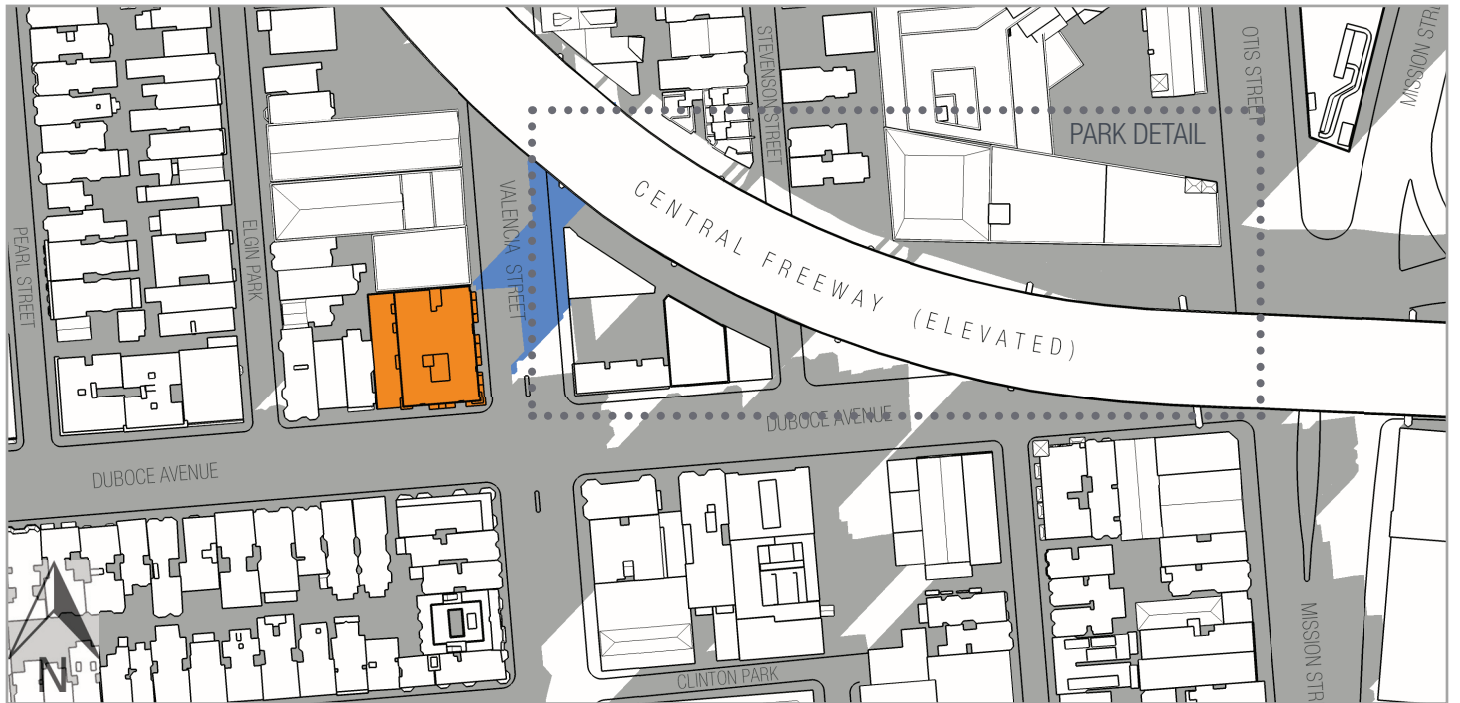 STEVENSON STREET
OTIS STREET
MISSION STR
PARK DETAIL
VALENCIA STREET
CENTRAL FREEWAY (ELEVATED)
PEARL STREET
ELGIN PARK
DUBOCE AVENUE
DUBOCE AVENUE
CLINTON PARK
MISSION STR
N